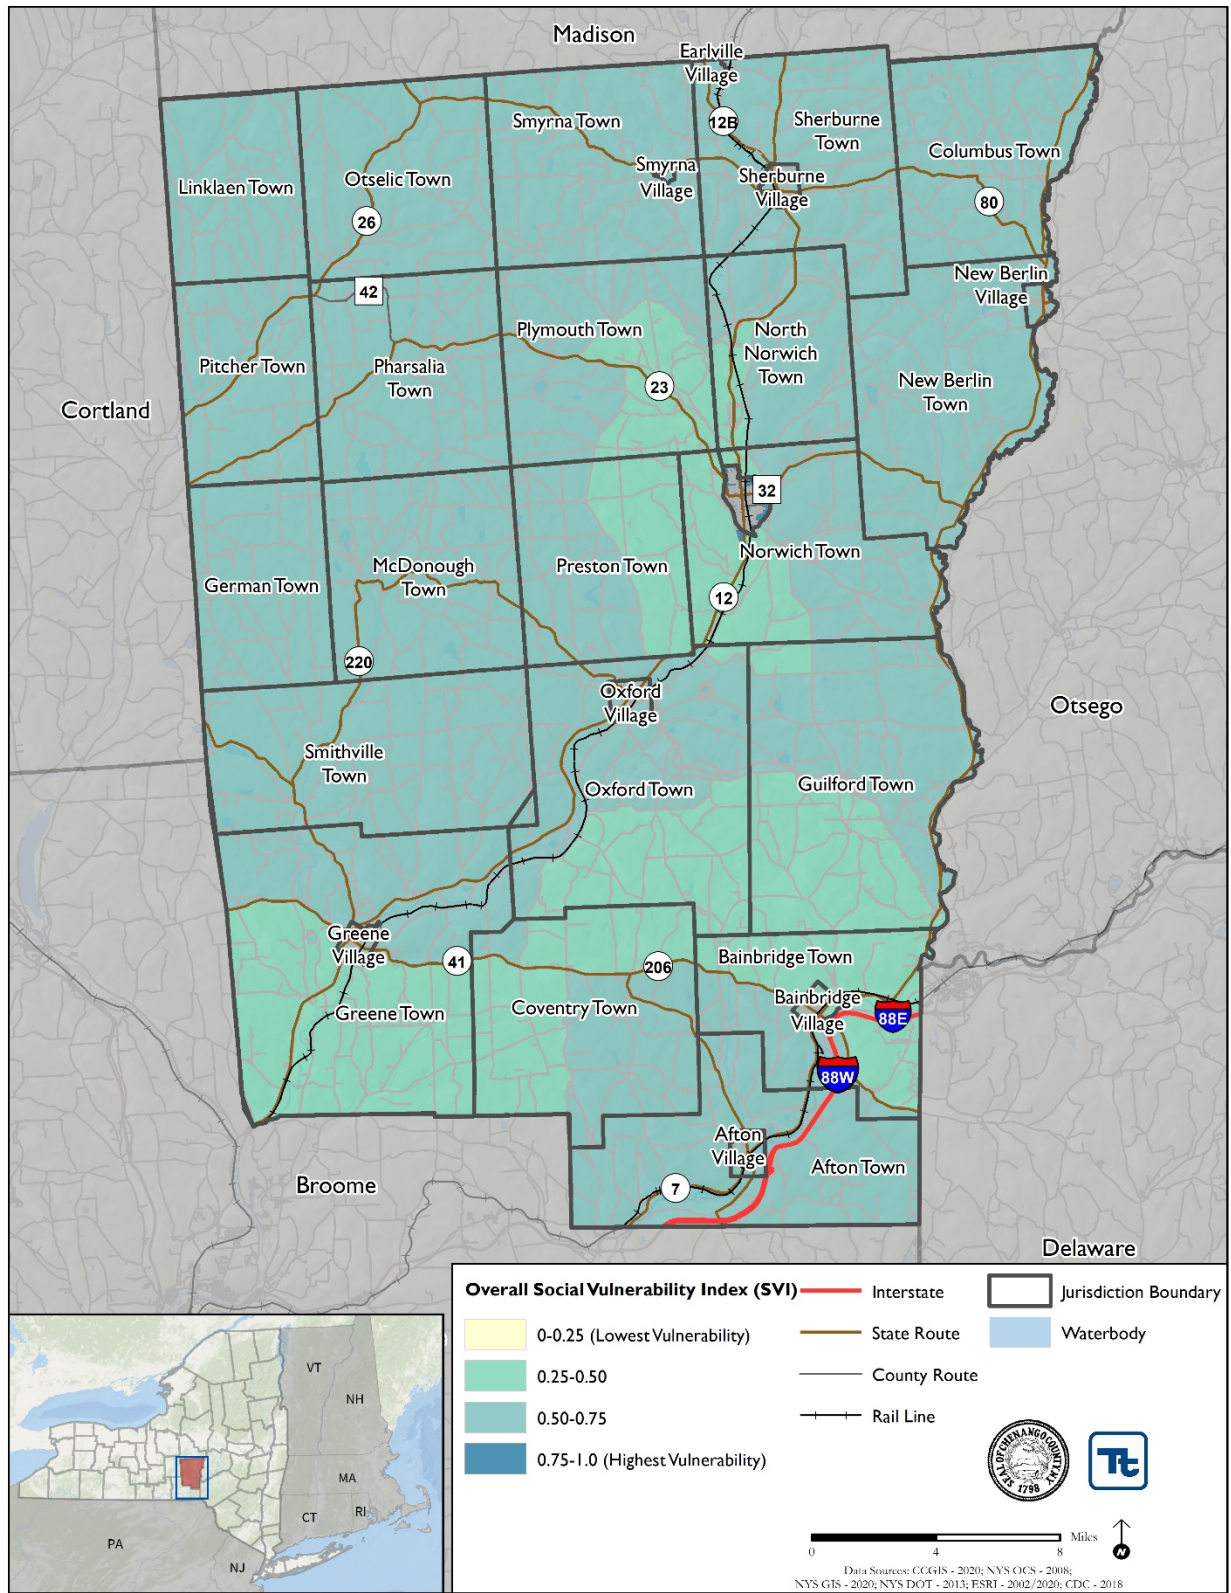 Madison
Earlville
Village
12B
Smyrna Town
Sherburne
Town
Columbus Town
Smyrna
Village
Sherburne
Village
Linklaen Town
Otselic Town
80
26
New Berlin
Village
42
Plymouth Town
North
Norwich
Town
Pitcher Town
Pharsalia
Town
23
New Berlin
Town
Cortland
32
Norwich Town
McDonough
Town
Preston Town
German Town
12
220
Oxford
Village
Otsego
Smithville
Town
Oxford Town
Guilford Town
Greene
Village
41
206
Bainbridge Town
Bainbridge
Village
Greene Town
Coventry Town
88E
88W
Afton
Village
Afton Town
7
Broome
Delaware
Overall Social Vulnerability Index (SVI)
0-0.25 (Lowest Vulnerability)
0.25-0.50
0.50-0.75
0.75-1.0 (Highest Vulnerability)
Interstate
State Route
County Route
Rail Line
Jurisdiction Boundary
Waterbody
VT
NH
MA
CT
RI
PA
NJ
SEAL OF CHENANGO COUNTY, N.Y.
1798
Tt
Miles
0 4 8
N
Data Sources: CCGIS - 2020; NYS OCS - 2008;
NYS GIS - 2020; NYS DOT - 2013; ESRI - 2002/2020; CDC - 2018